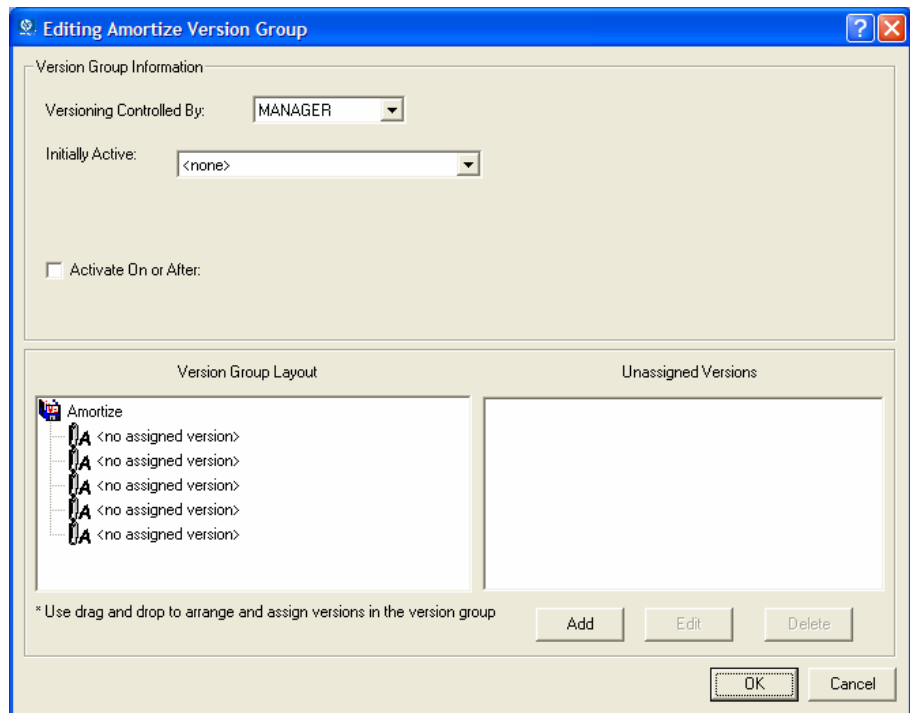 Editing Amortize Version Group
Version Group Information
Versioning Controlled By: MANAGER
Initially Active: <none>
Activate On or After:
Version Group Layout
Unassigned Versions
Amortize
<no assigned version>
<no assigned version>
<no assigned version>
<no assigned version>
<no assigned version>
* Use drag and drop to arrange and assign versions in the version group
Add Edit Delete
OK Cancel